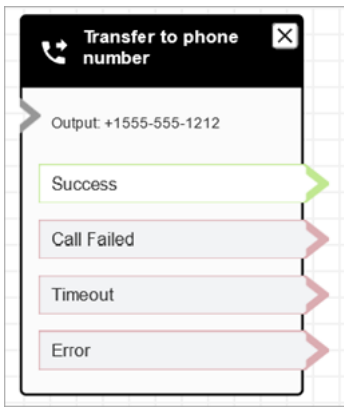 Transfer to phone
number
Output: +1555-555-1212
Success
Call Failed
Timeout
Error